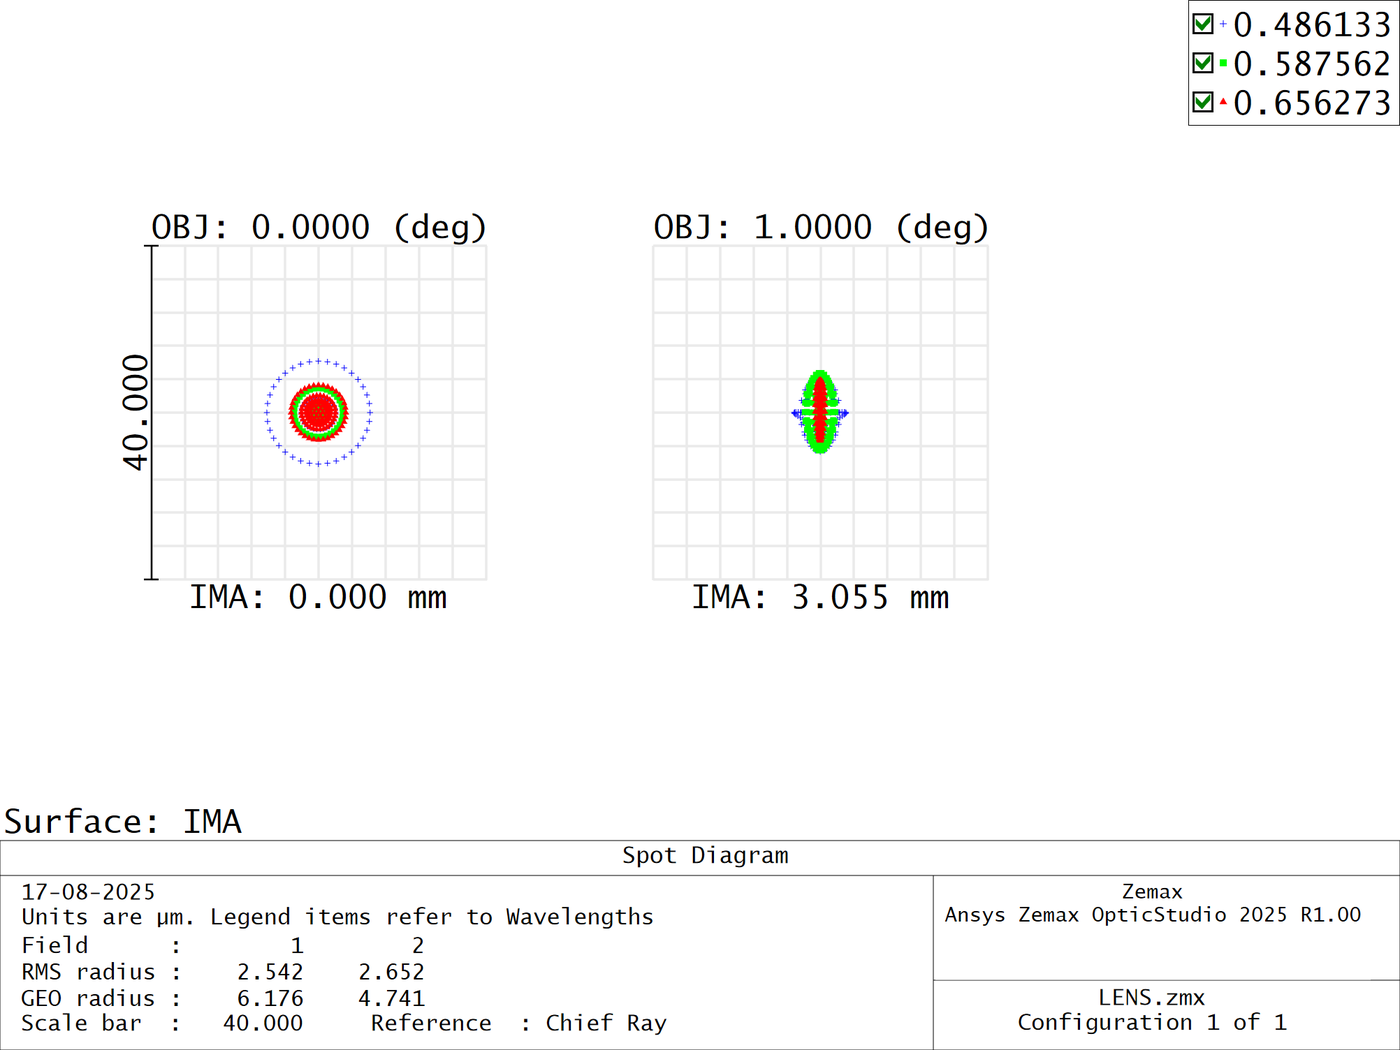 0.486133
0.587562
0.656273
OBJ: 0.0000 (deg)
OBJ: 1.0000 (deg)
40.000
IMA: 0.000 mm
IMA: 3.055 mm
Surface: IMA
Spot Diagram
17-08-2025
Units are µm. Legend items refer to Wavelengths
Field : 1 2
RMS radius : 2.542 2.652
GEO radius : 6.176 4.741
Scale bar : 40.000 Reference : Chief Ray
Zemax
Ansys Zemax OpticStudio 2025 R1.00
LENS.zmx
Configuration 1 of 1